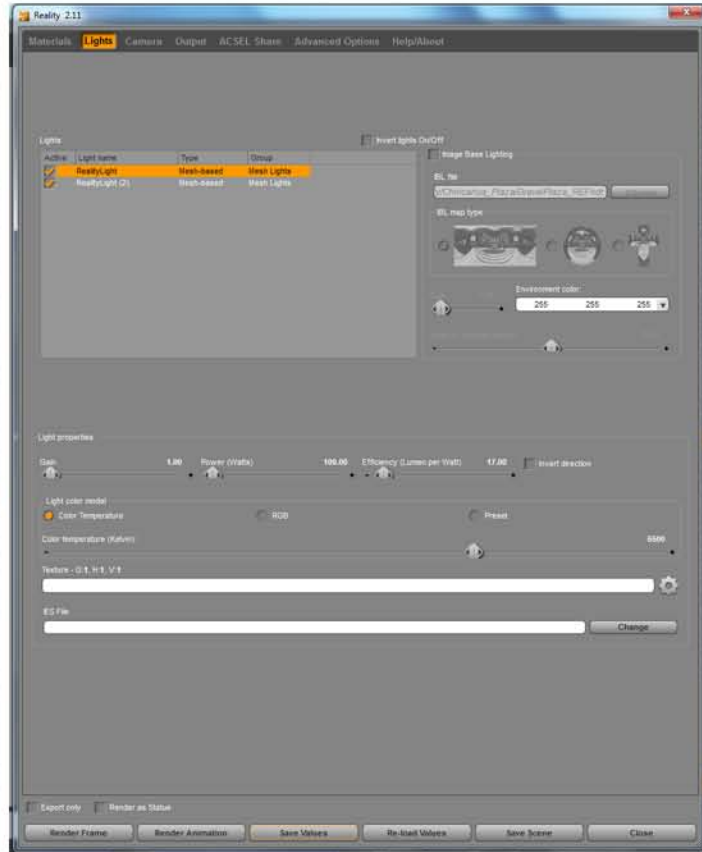 Reality 2.11
Materials Lights Camera Output ACSEL Share Advanced Options Help/About
Lights
Invert lights On/Off
Active Light name Type Group
RealityLight Mesh-based Mesh Lights
RealityLight (2) Mesh-based Mesh Lights
Image Base Lighting
IBL file
IBL map type
Environment color:
255 255 255
Light properties
Gain 1.00 Power (Watts) 100.00 Efficiency (Lumen per Watt) 17.00 Invert direction
Light color model
Color Temperature RGB Preset
Color temperature (Kelvin) 6500
Texture - G:1, H:1, V:1
IES File
Change
Export only Render as Statue
Render Frame Render Animation Save Values Re-load Values Save Scene Close